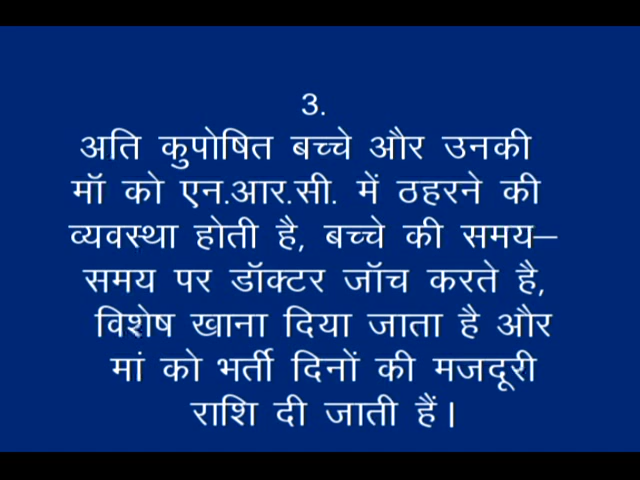 3.
अति कुपोषित बच्चे और उनकी
मॉ को एन.आर.सी. में ठहरने की
व्यवस्था होती है, बच्चे की समय–
समय पर डॉक्टर जॉच करते है,
विशेष खाना दिया जाता है और
मां को भर्ती दिनों की मजदूरी
राशि दी जाती हैं।